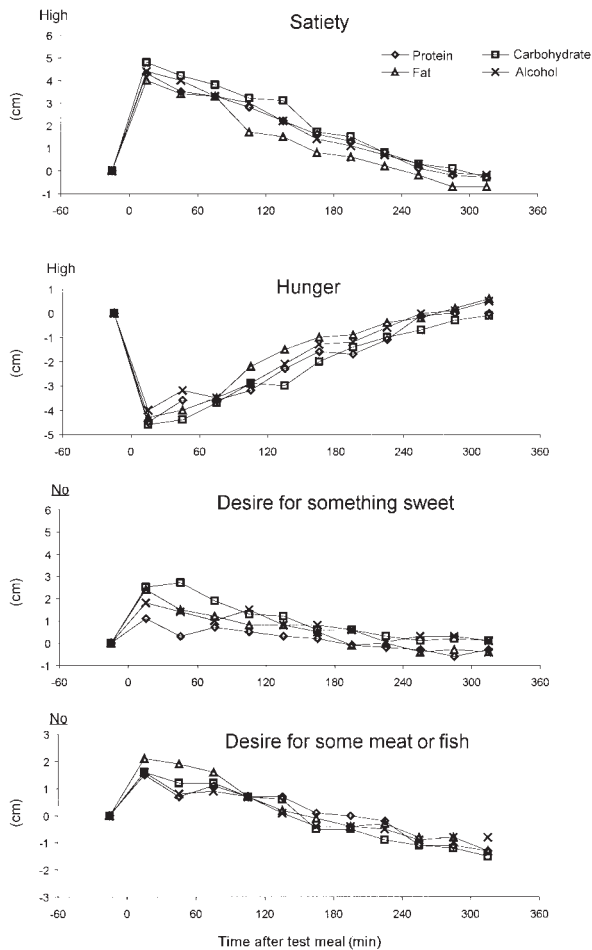 High
Satiety
6
5
4
3
2
1
0
-1
(cm)
Protein Carbohydrate
Fat Alcohol
-60 0 60 120 180 240 300 360
High
Hunger
1
0
-1
-2
-3
-4
-5
(cm)
-60 0 60 120 180 240 300 360
No
Desire for something sweet
6
5
4
3
2
1
0
-1
(cm)
-60 0 60 120 180 240 300 360
No
Desire for some meat or fish
3
2
1
0
-1
-2
-3
(cm)
-60 0 60 120 180 240 300 360
Time after test meal (min)